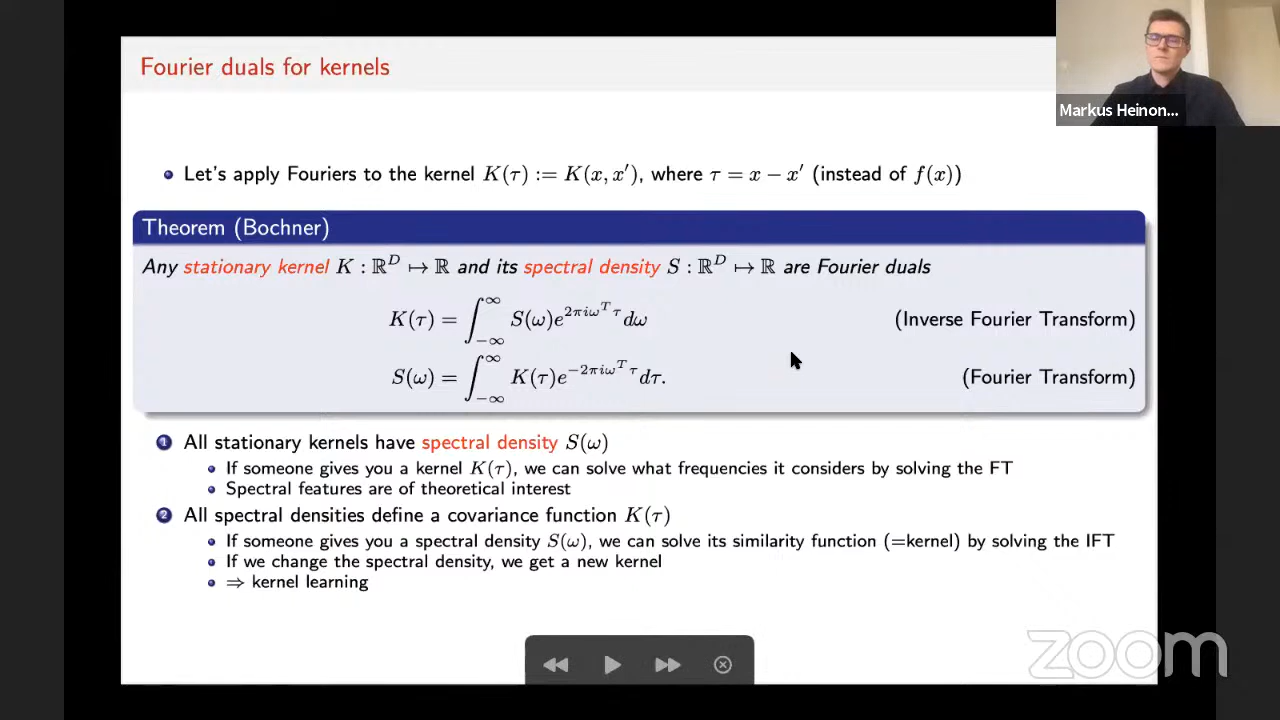 Fourier duals for kernels
Markus Heinon...
Let's apply Fouriers to the kernel K(τ) := K(x, x′), where τ = x − x′ (instead of f(x))
Theorem (Bochner)
Any stationary kernel K : ℝ^D ↦ ℝ and its spectral density S : ℝ^D ↦ ℝ are Fourier duals
K(τ) = ∫_{−∞}^{∞} S(ω)e^{2πiω^T τ}dω (Inverse Fourier Transform)
S(ω) = ∫_{−∞}^{∞} K(τ)e^{−2πiω^T τ}dτ. (Fourier Transform)
1 All stationary kernels have spectral density S(ω)
If someone gives you a kernel K(τ), we can solve what frequencies it considers by solving the FT
Spectral features are of theoretical interest
2 All spectral densities define a covariance function K(τ)
If someone gives you a spectral density S(ω), we can solve its similarity function (=kernel) by solving the IFT
If we change the spectral density, we get a new kernel
⇒ kernel learning
zoom